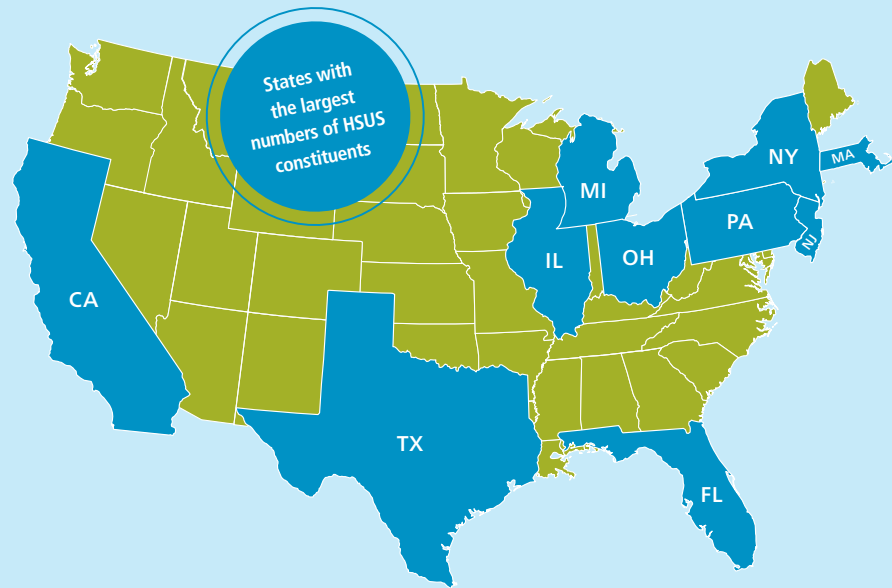 States with
the largest
numbers of HSUS
constituents
NY
MA
MI
PA
NJ
IL
OH
CA
TX
FL